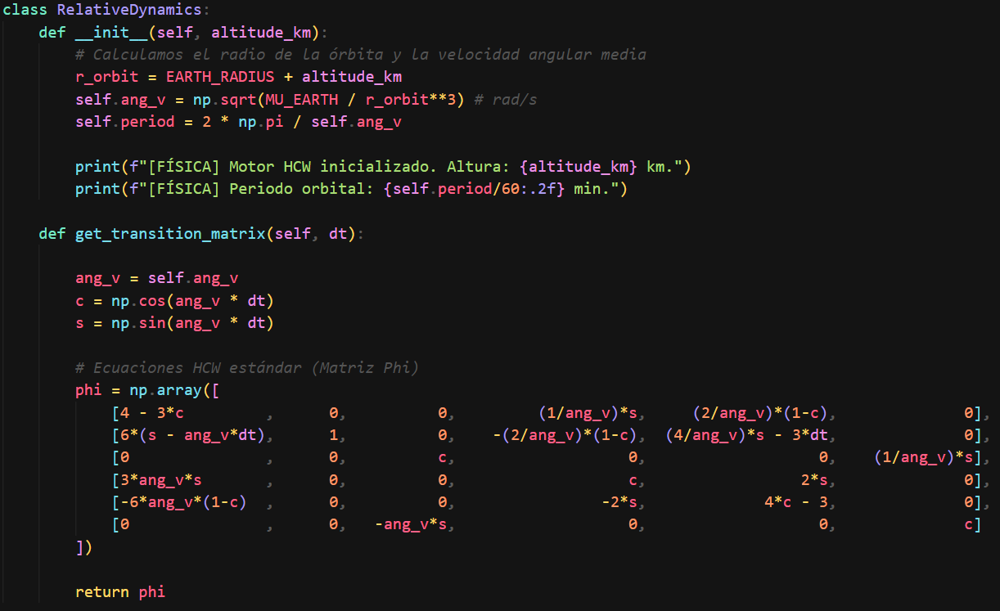 class RelativeDynamics:
    def __init__(self, altitude_km):
        # Calculamos el radio de la órbita y la velocidad angular media
        r_orbit = EARTH_RADIUS + altitude_km
        self.ang_v = np.sqrt(MU_EARTH / r_orbit**3) # rad/s
        self.period = 2 * np.pi / self.ang_v

        print(f"[FÍSICA] Motor HCW inicializado. Altura: {altitude_km} km.")
        print(f"[FÍSICA] Periodo orbital: {self.period/60:.2f} min.")

    def get_transition_matrix(self, dt):

        ang_v = self.ang_v
        c = np.cos(ang_v * dt)
        s = np.sin(ang_v * dt)

        # Ecuaciones HCW estándar (Matriz Phi)
        phi = np.array([
            [4 - 3*c         ,      0,          0,         (1/ang_v)*s,     (2/ang_v)*(1-c),              0],
            [6*(s - ang_v*dt),      1,          0,    -(2/ang_v)*(1-c),  (4/ang_v)*s - 3*dt,              0],
            [0               ,      0,          c,                   0,                   0,    (1/ang_v)*s],
            [3*ang_v*s       ,      0,          0,                   c,                 2*s,              0],
            [-6*ang_v*(1-c)  ,      0,          0,                -2*s,             4*c - 3,              0],
            [0               ,      0,   -ang_v*s,                   0,                   0,              c]
        ])

        return phi